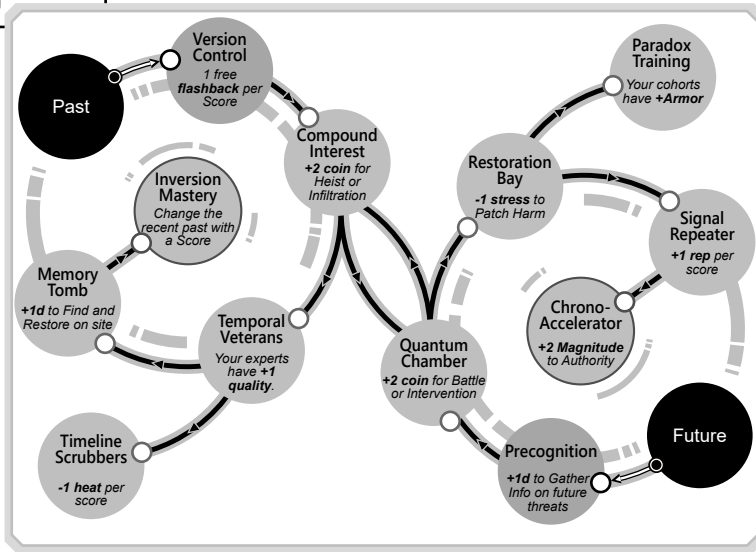 Past
Version
Control
1 free
flashback per
Score
Compound
Interest
+2 coin for
Heist or
Infiltration
Inversion
Mastery
Change the
recent past with
a Score
Memory
Tomb
+1d to Find and
Restore on site
Temporal
Veterans
Your experts
have +1
quality.
Timeline
Scrubbers
-1 heat per
score
Paradox
Training
Your cohorts
have +Armor
Restoration
Bay
-1 stress to
Patch Harm
Signal
Repeater
+1 rep per
score
Chrono-
Accelerator
+2 Magnitude
to Authority
Quantum
Chamber
+2 coin for Battle
or Intervention
Precognition
+1d to Gather
Info on future
threats
Future